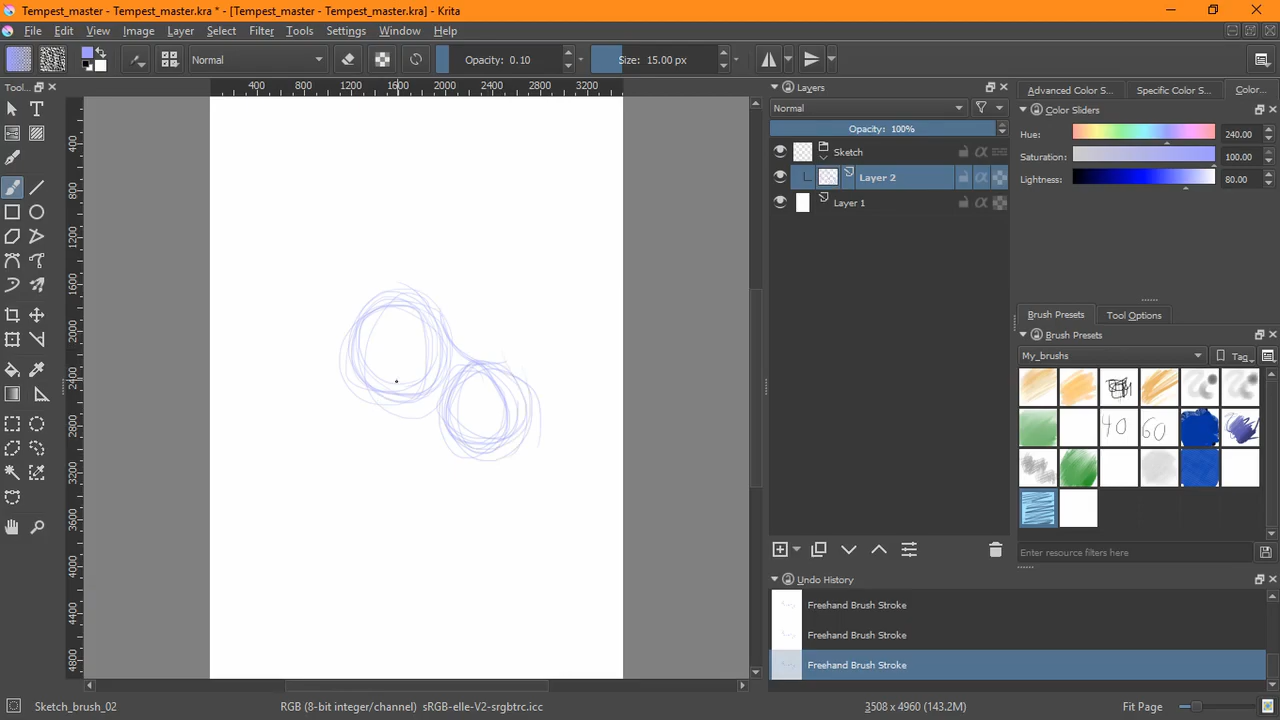 Tempest_master - Tempest_master.kra * - [Tempest_master - Tempest_master.kra] - Krita
File Edit View Image Layer Select Filter Tools Settings Window Help
Normal
Opacity: 0.10
Size: 15.00 px
Tool...
400 800 1200 1600 2000 2400 2800 3200
400
800
1200
1600
2000
2400
2800
3200
3600
4000
4400
4800
Layers
Normal
Opacity: 100%
Sketch
Layer 2
Layer 1
Undo History
Freehand Brush Stroke
Freehand Brush Stroke
Freehand Brush Stroke
Advanced Color S...
Specific Color S...
Color...
Color Sliders
Hue: 240.00
Saturation: 100.00
Lightness: 80.00
Brush Presets
Tool Options
Brush Presets
My_brushs
Tag
40 60
Enter resource filters here
Sketch_brush_02
RGB (8-bit integer/channel) sRGB-elle-V2-srgbtrc.icc
3508 x 4960 (143.2M)
Fit Page